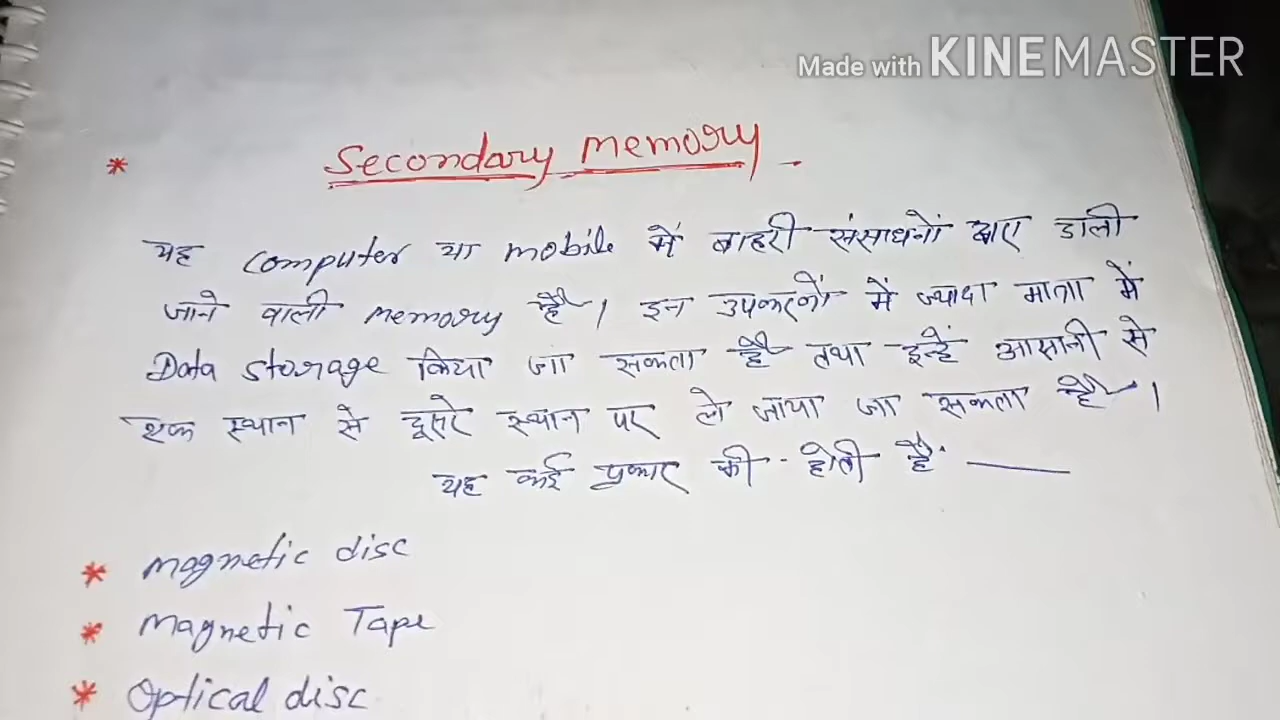 Made with KINEMASTER
* Secondary memory.
यह computer या mobile में बाहरी संसाधनों द्वारा डाली
जाने वाली memory है। इन उपकरणों में ज्यादा मात्रा में
Data storage किया जा सकता है तथा इन्हें आसानी से
एक स्थान से दूसरे स्थान पर ले जाया जा सकता है।
यह कई प्रकार की होती है —
* magnetic disc
* magnetic Tape
* Optical disc